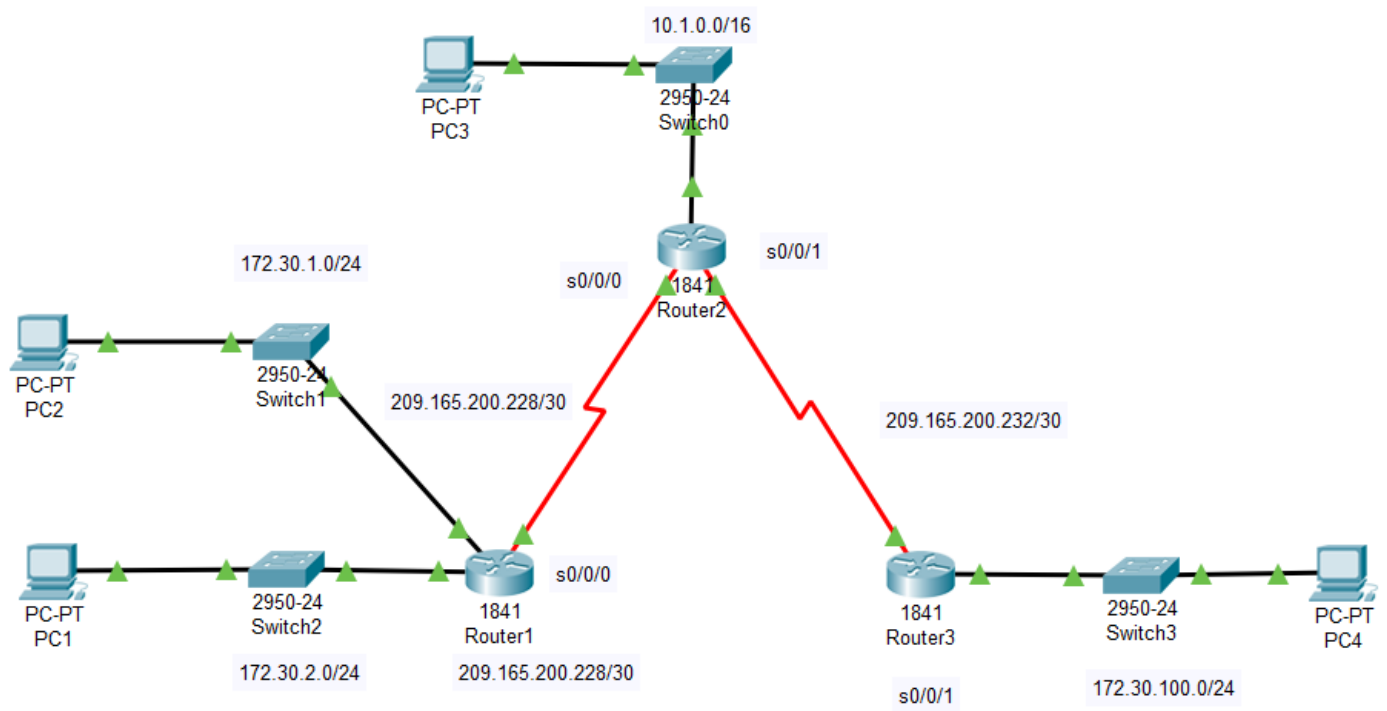 10.1.0.0/16
PC-PT
PC3
2950-24
Switch0
s0/0/1
172.30.1.0/24
s0/0/0
1841
Router2
PC-PT
PC2
2950-24
Switch1
209.165.200.228/30
209.165.200.232/30
PC-PT
PC1
2950-24
Switch2
s0/0/0
1841
Router1
1841
Router3
2950-24
Switch3
PC-PT
PC4
172.30.2.0/24
209.165.200.228/30
s0/0/1
172.30.100.0/24